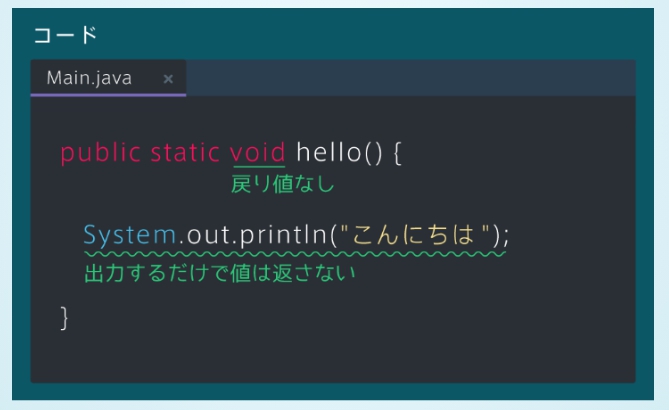 コード
Main.java ×
public static void hello() {
戻り値なし
System.out.println("こんにちは");
出力するだけで値は返さない
}